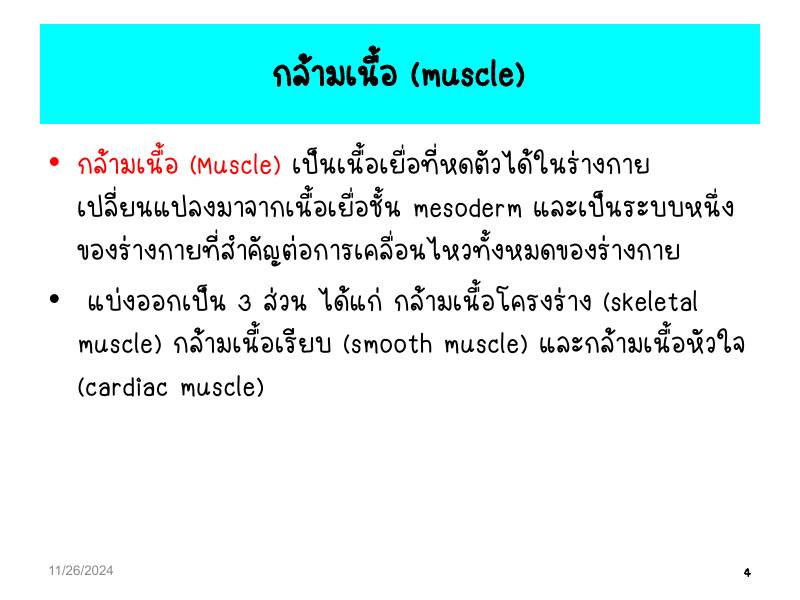 กล้ามเนื้อ (muscle)
• กล้ามเนื้อ (Muscle) เป็นเนื้อเยื่อที่หดตัวได้ในร่างกาย
เปลี่ยนแปลงมาจากเนื้อเยื่อชั้น mesoderm และเป็นระบบหนึ่ง
ของร่างกายที่สำคัญต่อการเคลื่อนไหวทั้งหมดของร่างกาย
• แบ่งออกเป็น 3 ส่วน ได้แก่ กล้ามเนื้อโครงร่าง (skeletal
muscle) กล้ามเนื้อเรียบ (smooth muscle) และกล้ามเนื้อหัวใจ
(cardiac muscle)
11/26/2024
4